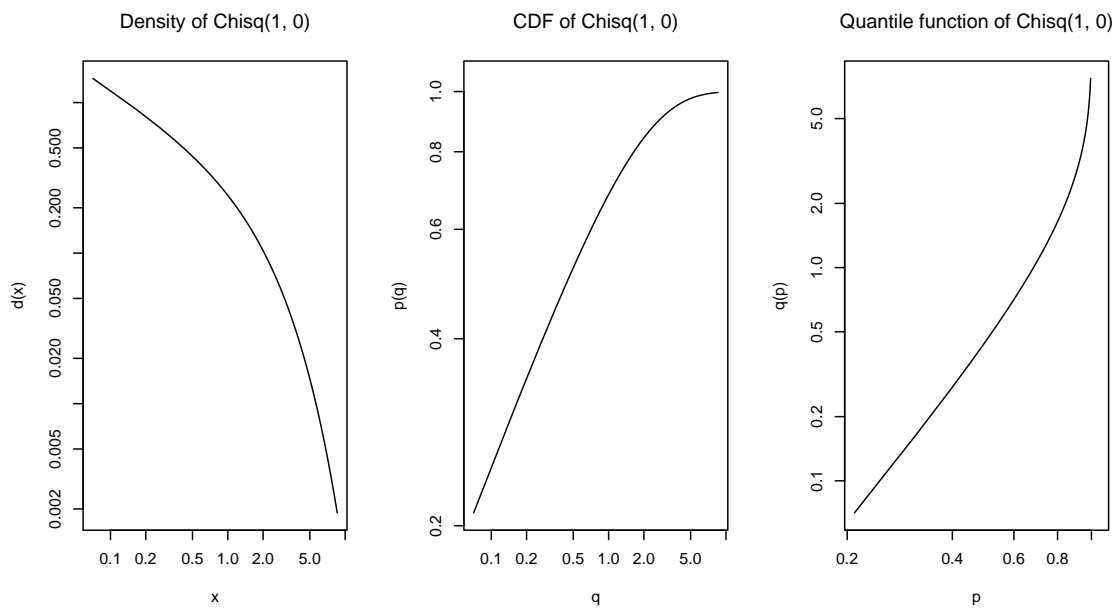 Density of Chisq(1, 0)
0.500
0.200
0.050
0.020
0.005
0.002
d(x)
0.1 0.2 0.5 1.0 2.0 5.0
x
CDF of Chisq(1, 0)
1.0
0.8
0.6
0.4
0.2
p(q)
0.1 0.2 0.5 1.0 2.0 5.0
q
Quantile function of Chisq(1, 0)
5.0
2.0
1.0
0.5
0.2
0.1
q(p)
0.2 0.4 0.6 0.8
p